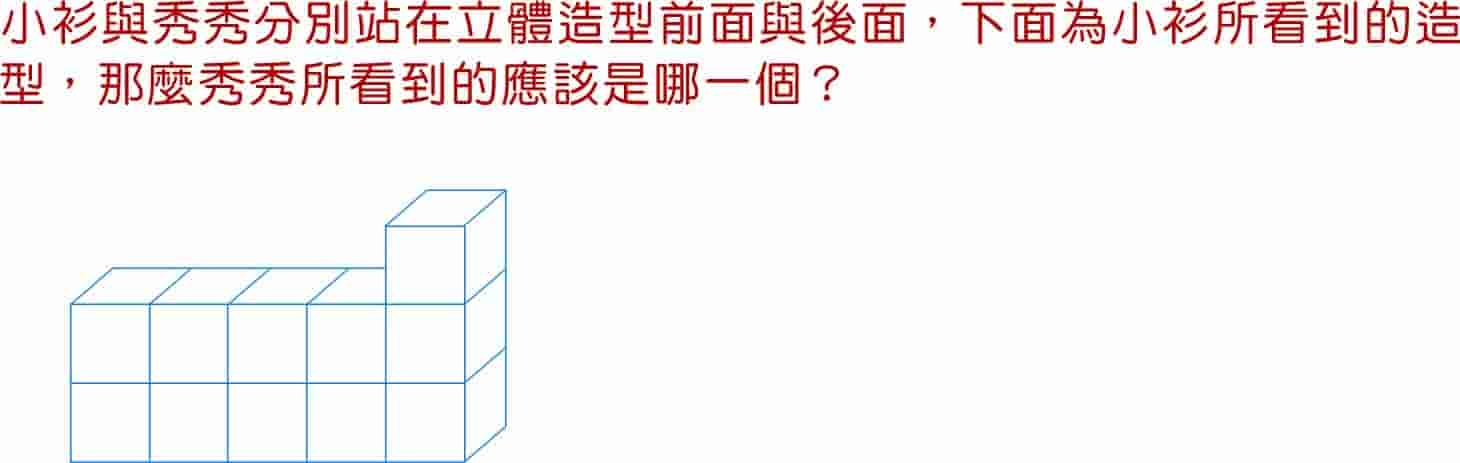 小衫與秀秀分別站在立體造型前面與後面，下面為小衫所看到的造
型，那麼秀秀所看到的應該是哪一個？